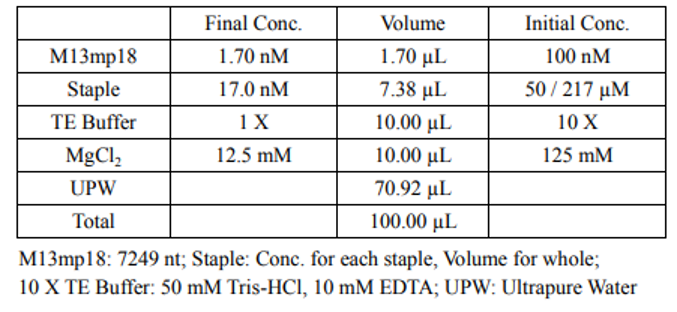 Final Conc. Volume Initial Conc.
M13mp18 1.70 nM 1.70 μL 100 nM
Staple 17.0 nM 7.38 μL 50 / 217 μM
TE Buffer 1 X 10.00 μL 10 X
MgCl₂ 12.5 mM 10.00 μL 125 mM
UPW 70.92 μL
Total 100.00 μL
M13mp18: 7249 nt; Staple: Conc. for each staple, Volume for whole;
10 X TE Buffer: 50 mM Tris-HCl, 10 mM EDTA; UPW: Ultrapure Water